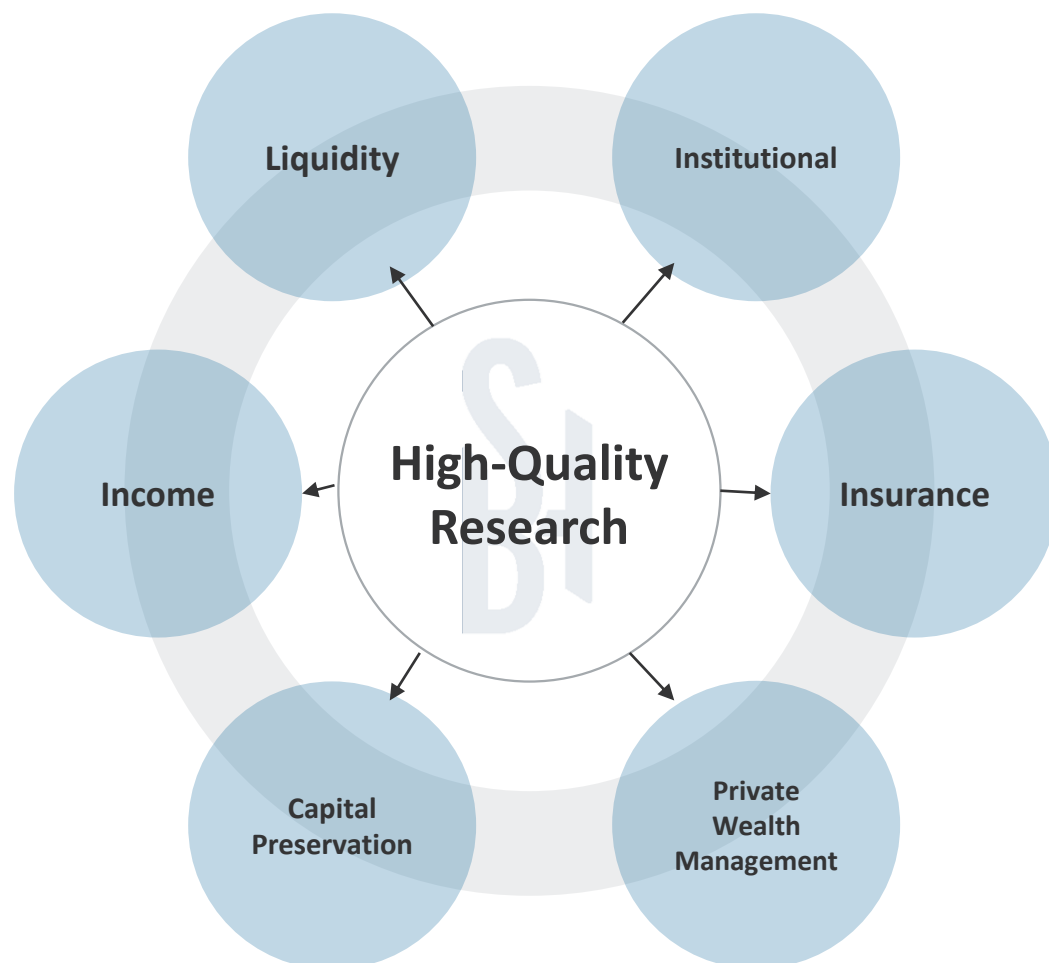 Liquidity
Institutional
Income
High-Quality
Research
Insurance
Capital
Preservation
Private
Wealth
Management